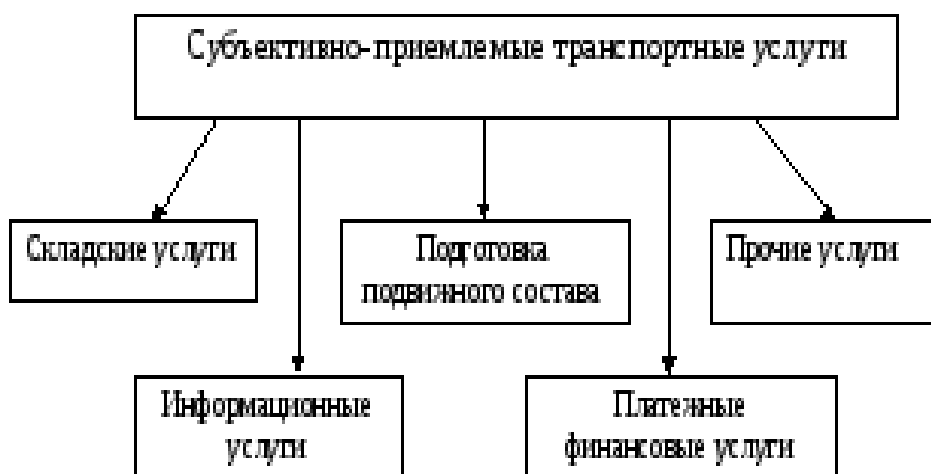 Субъективно-приемлемые транспортные услуги
Складские услуги
Подготовка
подвижного состава
Прочие услуги
Информационные
услуги
Платежные
финансовые услуги